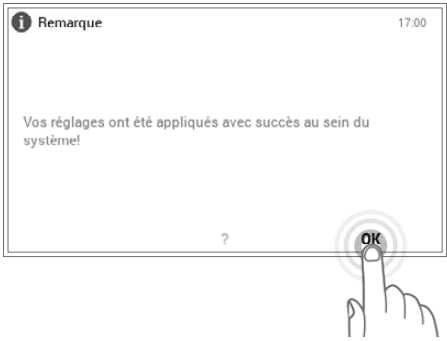 i Remarque 17:00
Vos réglages ont été appliqués avec succès au sein du
système!
? OK